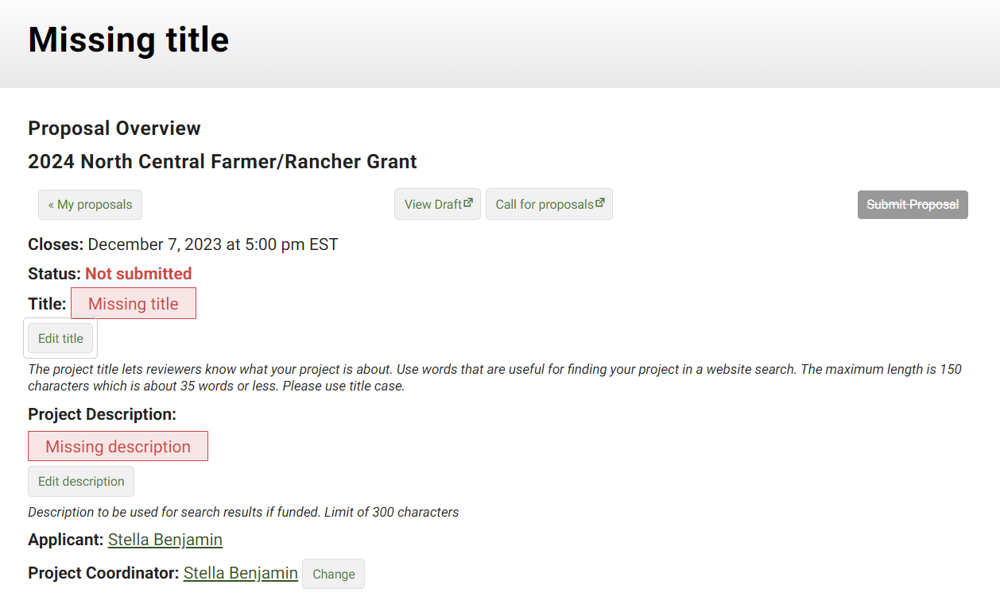 Missing title
Proposal Overview
2024 North Central Farmer/Rancher Grant
« My proposals View Draft Call for proposals Submit Proposal
Closes: December 7, 2023 at 5:00 pm EST
Status: Not submitted
Title: Missing title
Edit title
The project title lets reviewers know what your project is about. Use words that are useful for finding your project in a website search. The maximum length is 150
characters which is about 35 words or less. Please use title case.
Project Description:
Missing description
Edit description
Description to be used for search results if funded. Limit of 300 characters
Applicant: Stella Benjamin
Project Coordinator: Stella Benjamin Change